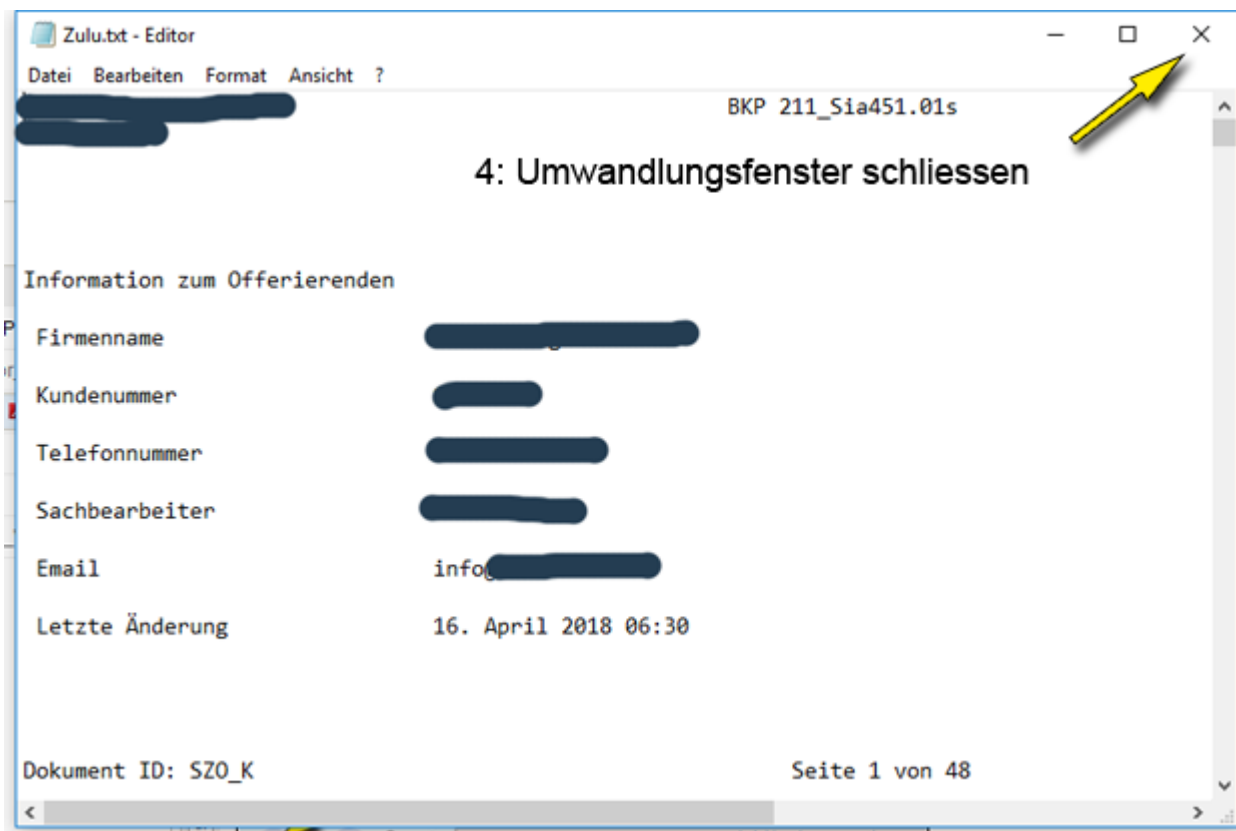 Zulu.txt - Editor
Datei Bearbeiten Format Ansicht ?
BKP 211_Sia451.01s
4: Umwandlungsfenster schliessen
Information zum Offerierenden
Firmenname
Kundenummer
Telefonnummer
Sachbearbeiter
Email info@
Letzte Änderung 16. April 2018 06:30
Dokument ID: SZO_K Seite 1 von 48